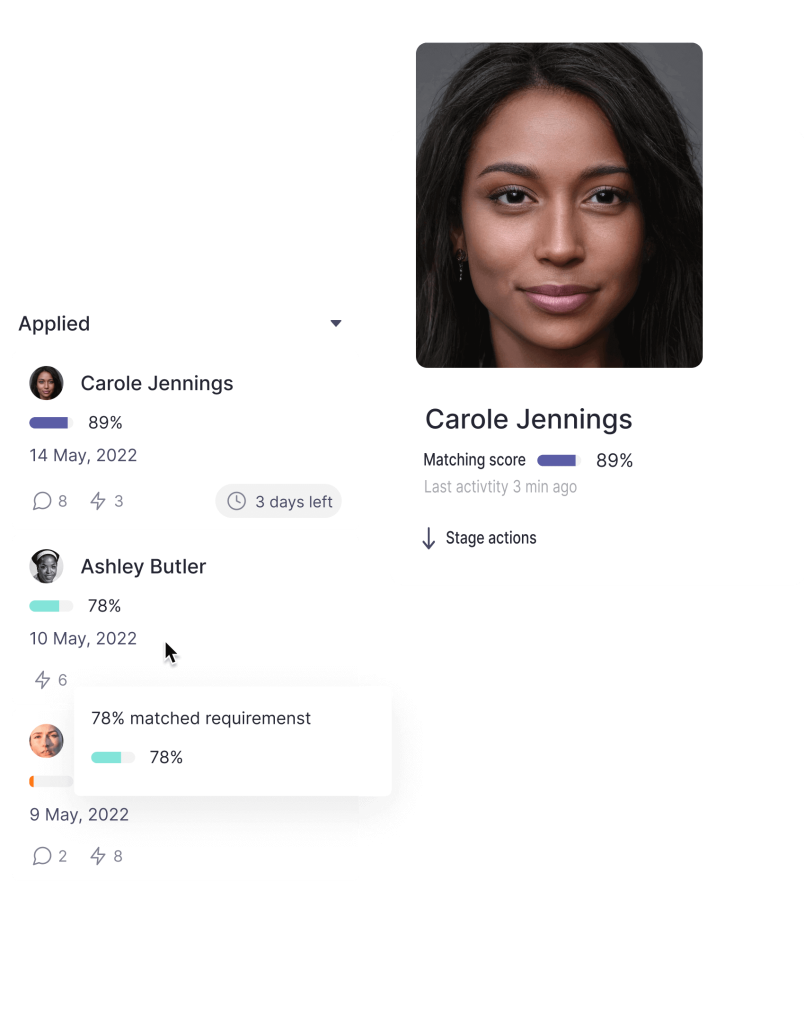 Applied
Carole Jennings
89%
14 May, 2022
8
3
3 days left
Ashley Butler
78%
10 May, 2022
6
78% matched requiremenst
78%
9 May, 2022
2
8
Carole Jennings
Matching score
89%
Last activtity 3 min ago
Stage actions